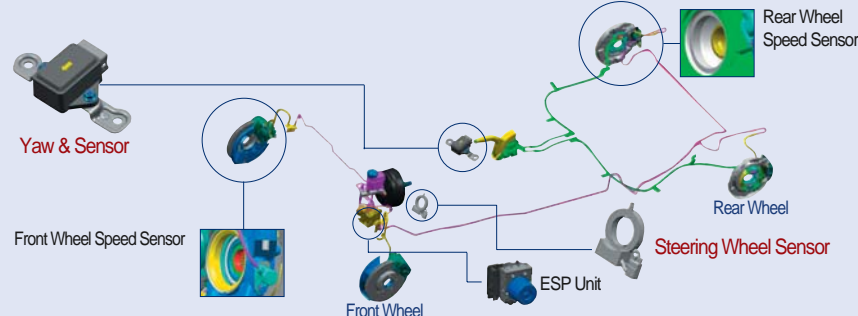 Rear Wheel
Speed Sensor
Yaw & Sensor
Rear Wheel
Front Wheel Speed Sensor
Steering Wheel Sensor
ESP Unit
Front Wheel